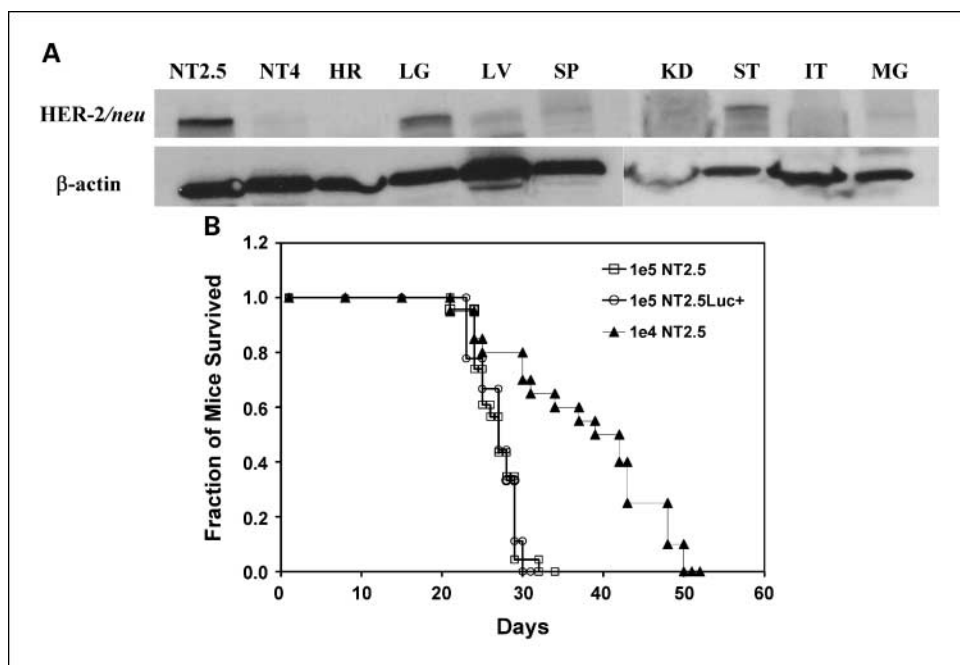 A
NT2.5 NT4 HR LG LV SP KD ST IT MG
HER-2/neu
β-actin
B
1.2
1.0
0.8
0.6
0.4
0.2
0.0
Fraction of Mice Survived
1e5 NT2.5
1e5 NT2.5Luc+
1e4 NT2.5
0 10 20 30 40 50 60
Days